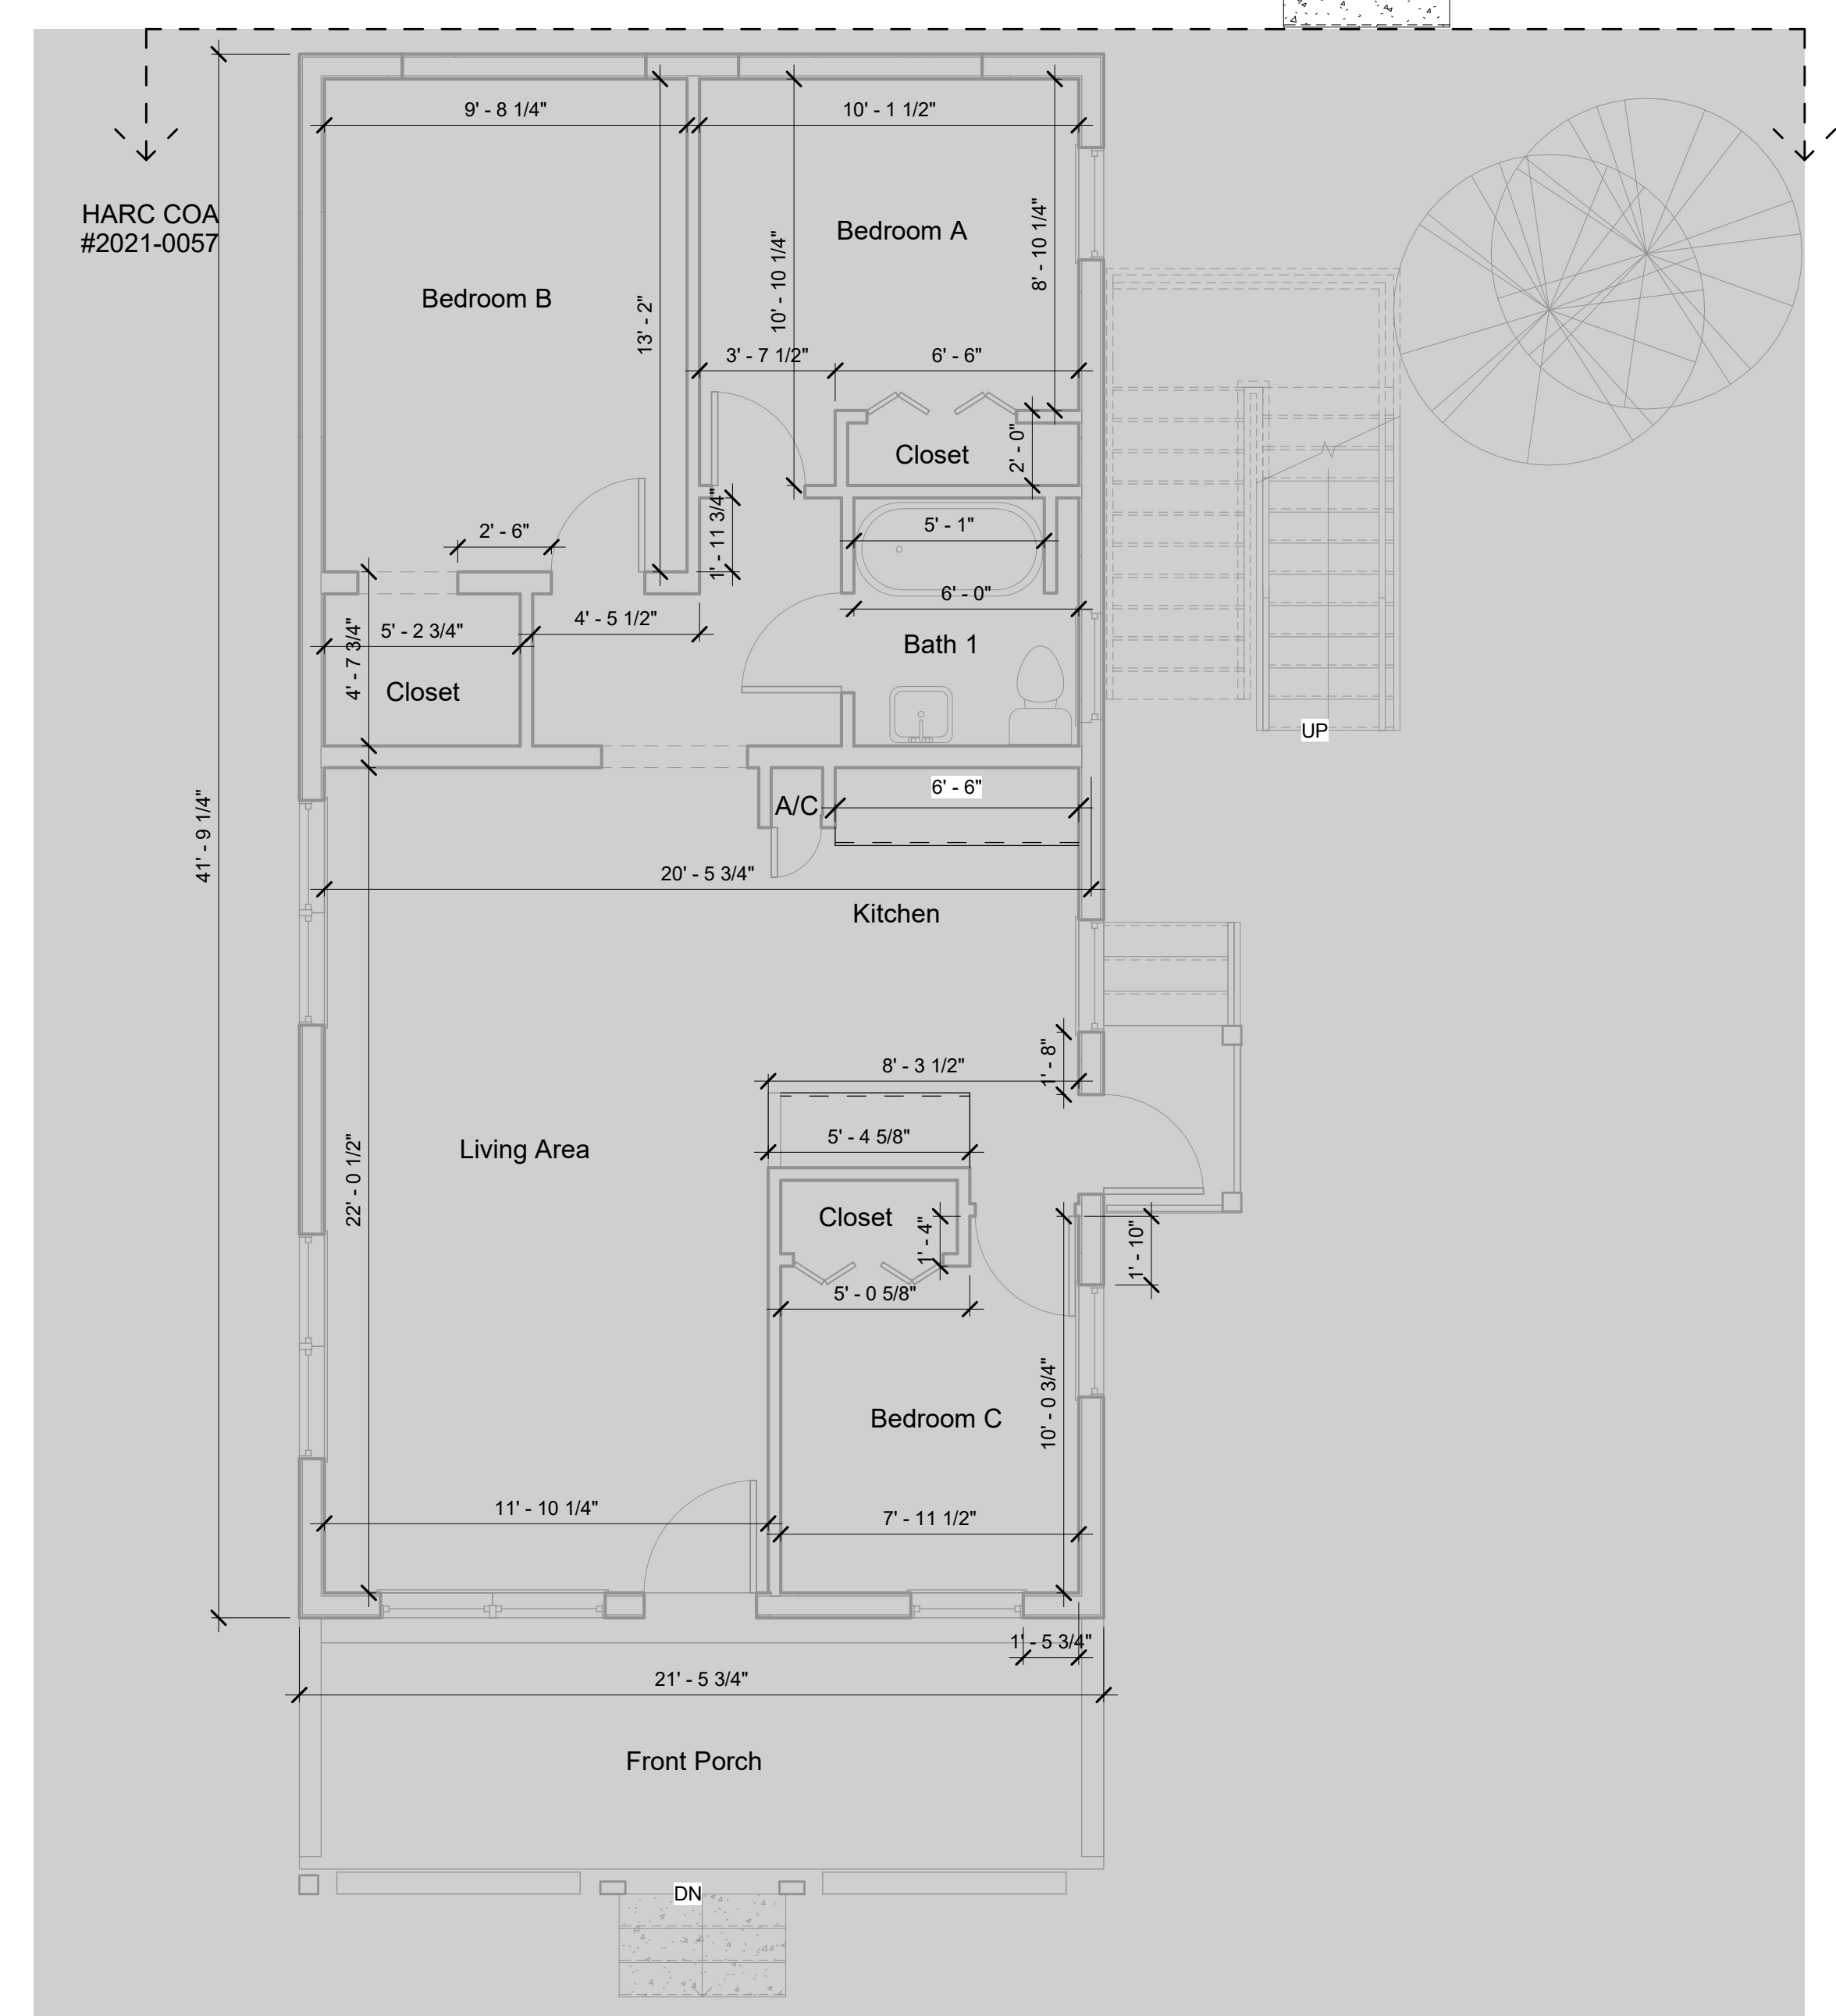 9' - 8 1/4"
10' - 1 1/2"
HARC COA
#2021-0057
Bedroom A
8' - 10 1/4"
10' - 10 1/4"
Bedroom B
13' - 2"
3' - 7 1/2"
6' - 6"
Closet
2' - 0"
2' - 6"
1' - 11 3/4"
5' - 1"
6' - 0"
4' - 5 1/2"
5' - 2 3/4"
4' - 7 3/4"
Bath 1
Closet
UP
6' - 6"
A/C
41' - 9 1/4"
20' - 5 3/4"
Kitchen
1' - 8"
8' - 3 1/2"
5' - 4 5/8"
Living Area
22' - 0 1/2"
Closet
1' - 4"
1' - 10"
5' - 0 5/8"
10' - 0 3/4"
Bedroom C
11' - 10 1/4"
7' - 11 1/2"
1' - 5 3/4"
21' - 5 3/4"
Front Porch
DN